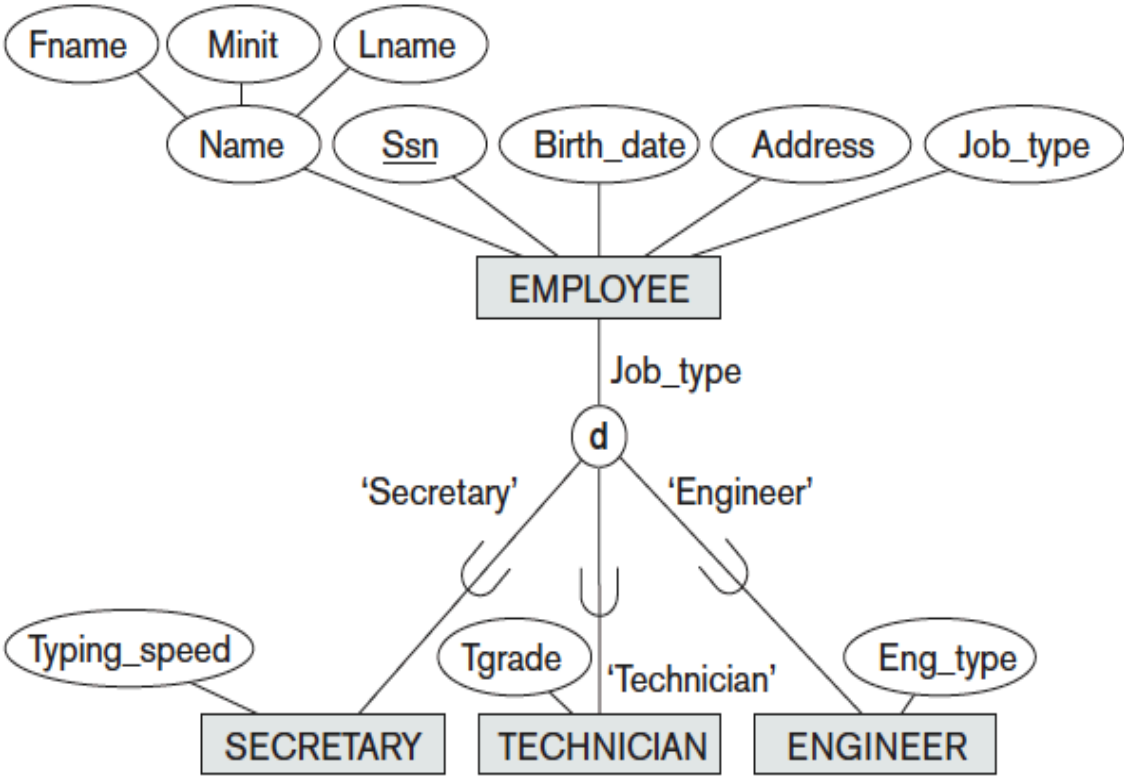 Fname Minit Lname
Name Ssn Birth_date Address Job_type
EMPLOYEE
Job_type
d
‘Secretary’ ‘Engineer’
Typing_speed Tgrade Eng_type
‘Technician’
SECRETARY TECHNICIAN ENGINEER